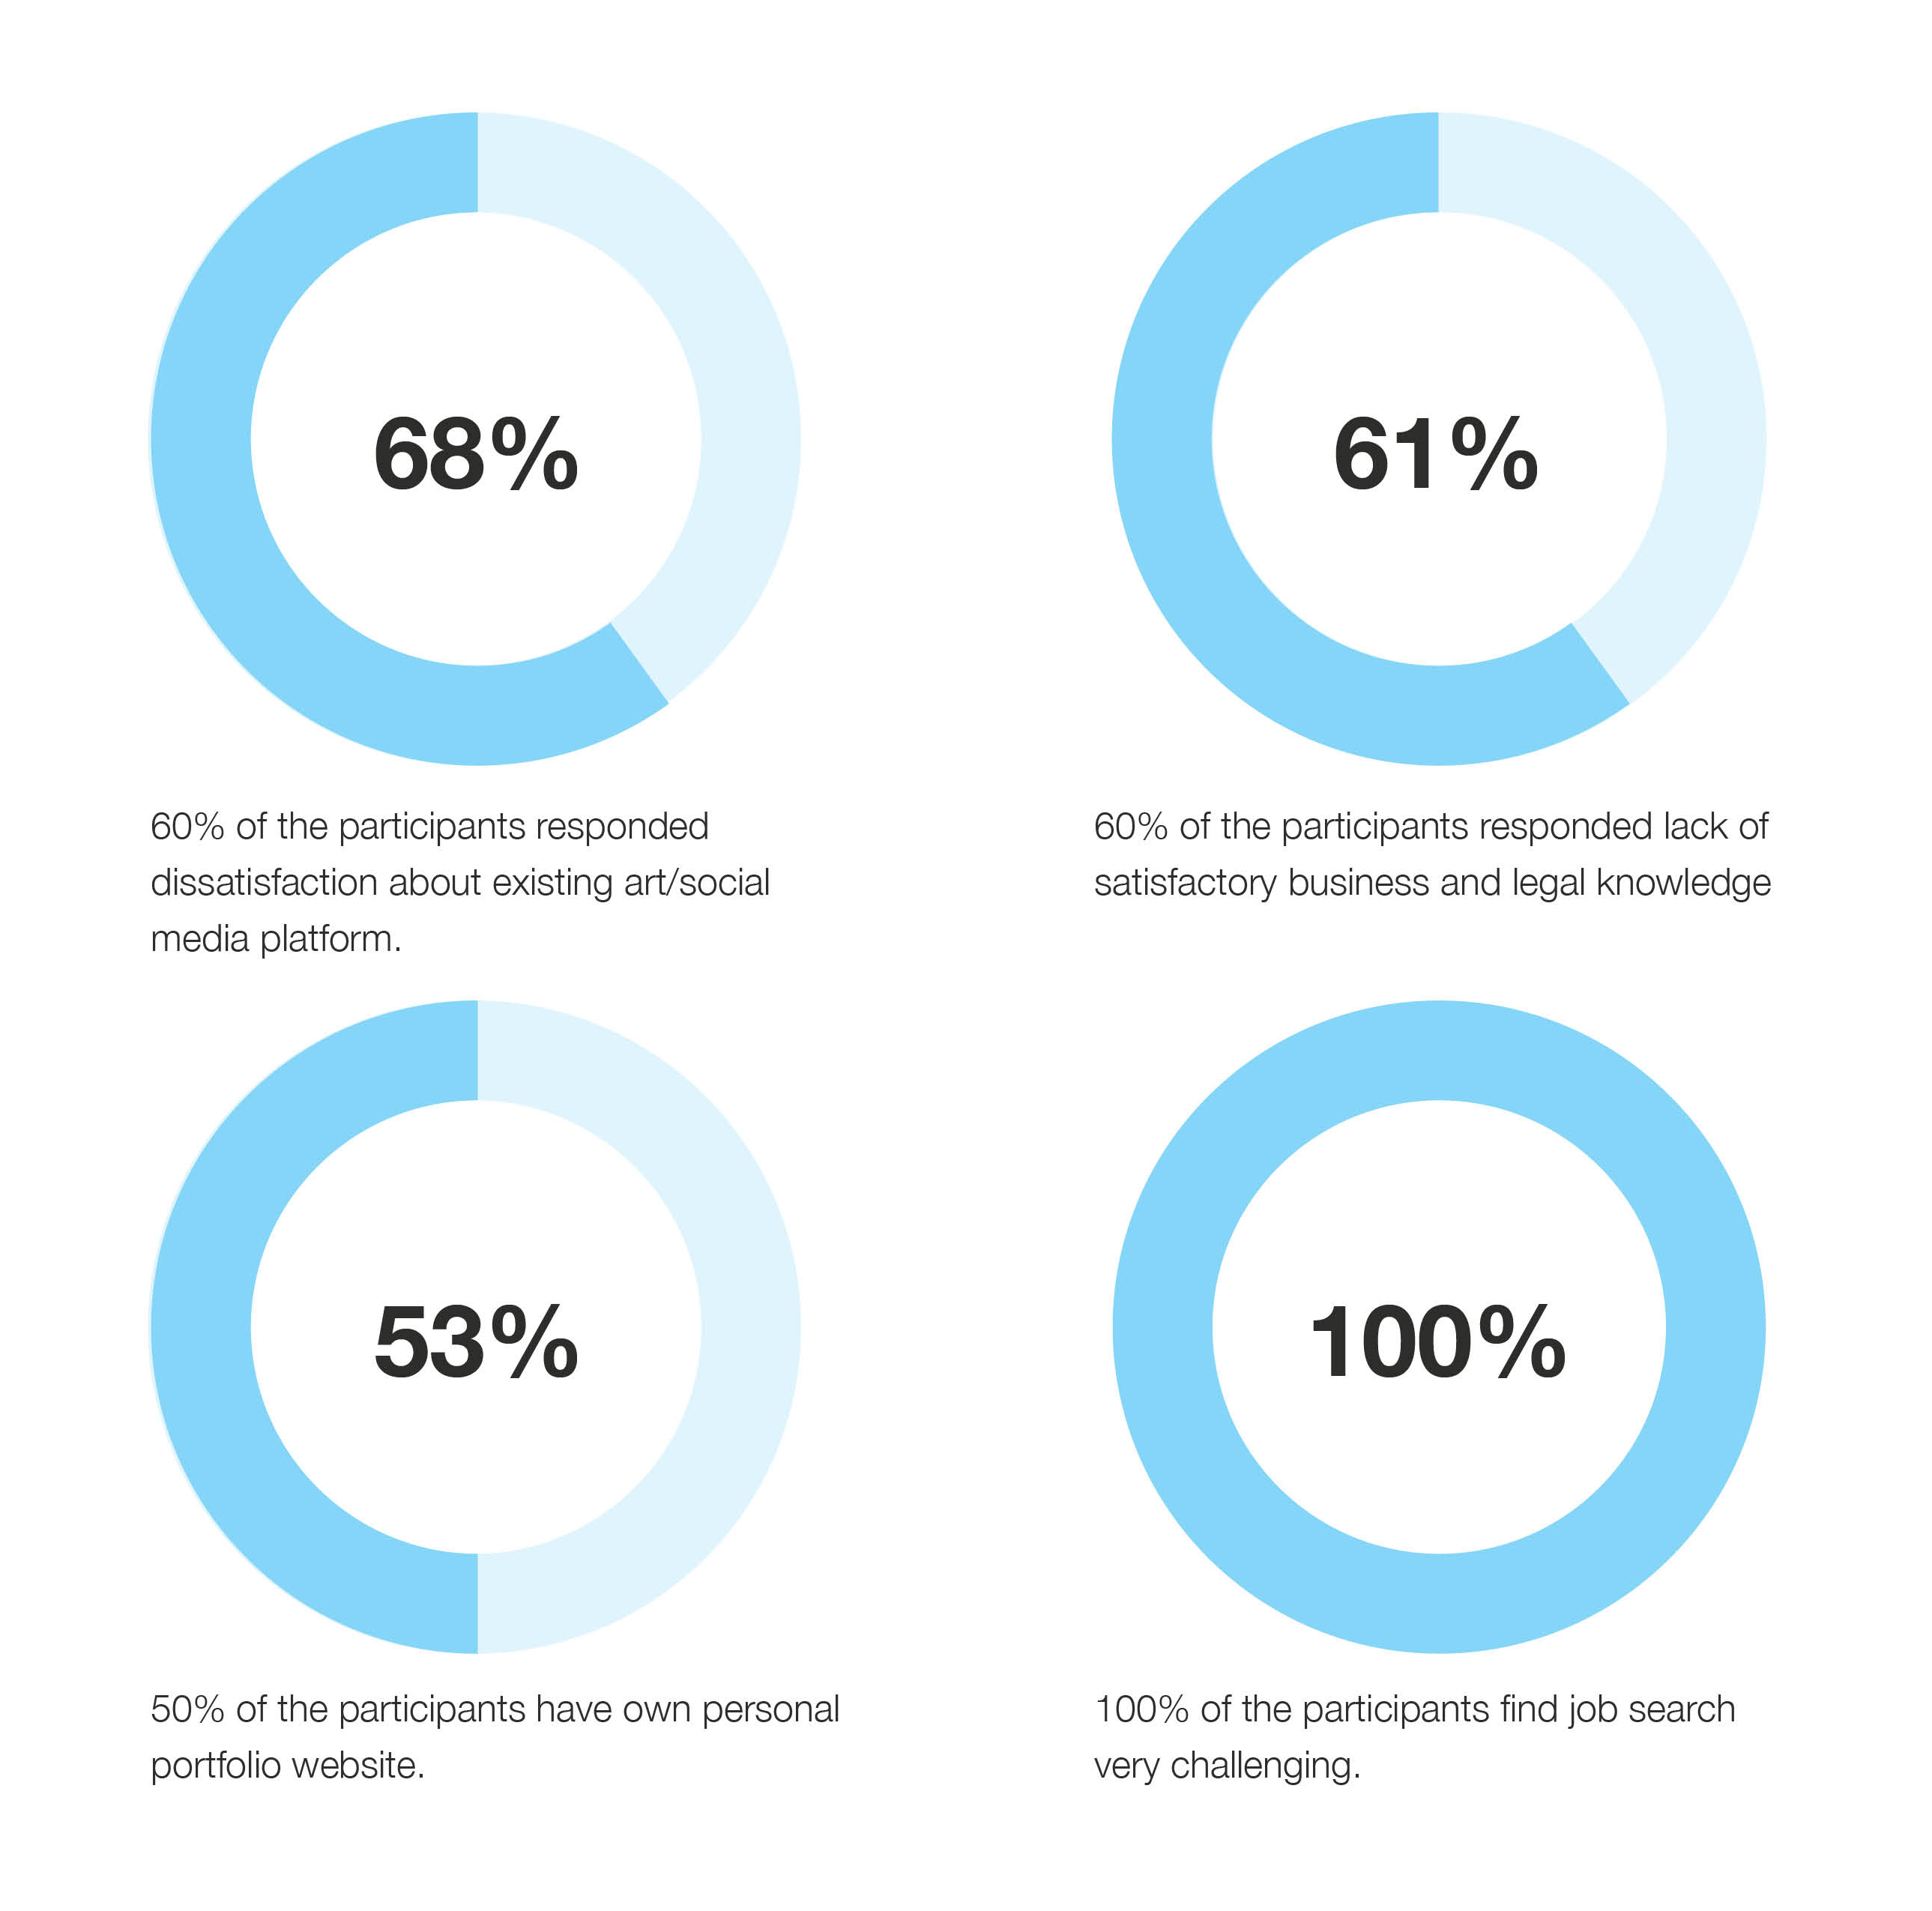 68%
61%
60% of the participants responded
dissatisfaction about existing art/social
media platform.
60% of the participants responded lack of
satisfactory business and legal knowledge
53%
100%
50% of the participants have own personal
portfolio website.
100% of the participants find job search
very challenging.